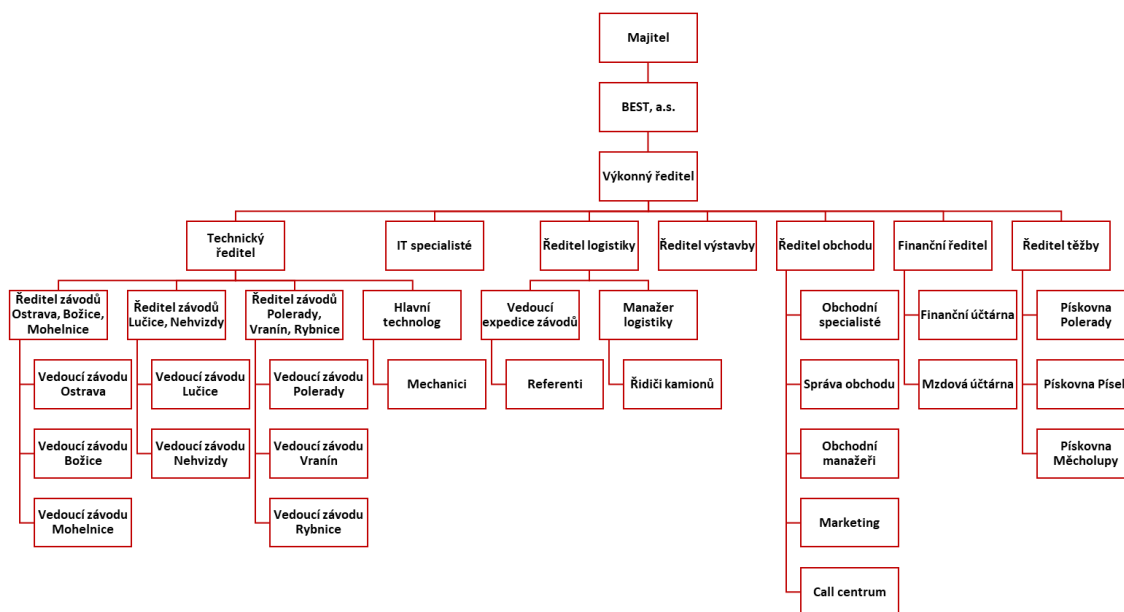 Majitel
BEST, a.s.
Výkonný ředitel
Technický
ředitel
IT specialisté
Ředitel logistiky
Ředitel výstavby
Ředitel obchodu
Finanční ředitel
Ředitel těžby
Ředitel závodů
Ostrava, Božice,
Mohelnice
Ředitel závodů
Lučice, Nehvizdy
Ředitel závodů
Polerady,
Vranín, Rybnice
Hlavní
technolog
Vedoucí
expedice závodů
Manažer
logistiky
Obchodní
specialisté
Finanční účtárna
Pískovna
Polerady
Vedoucí závodu
Ostrava
Vedoucí závodu
Lučice
Vedoucí závodu
Polerady
Mechanici
Referenti
Řidiči kamionů
Správa obchodu
Mzdová účtárna
Pískovna Písek
Vedoucí závodu
Božice
Vedoucí závodu
Nehvizdy
Vedoucí závodu
Vranín
Obchodní
manažeři
Pískovna
Měcholupy
Vedoucí závodu
Mohelnice
Vedoucí závodu
Rybnice
Marketing
Call centrum